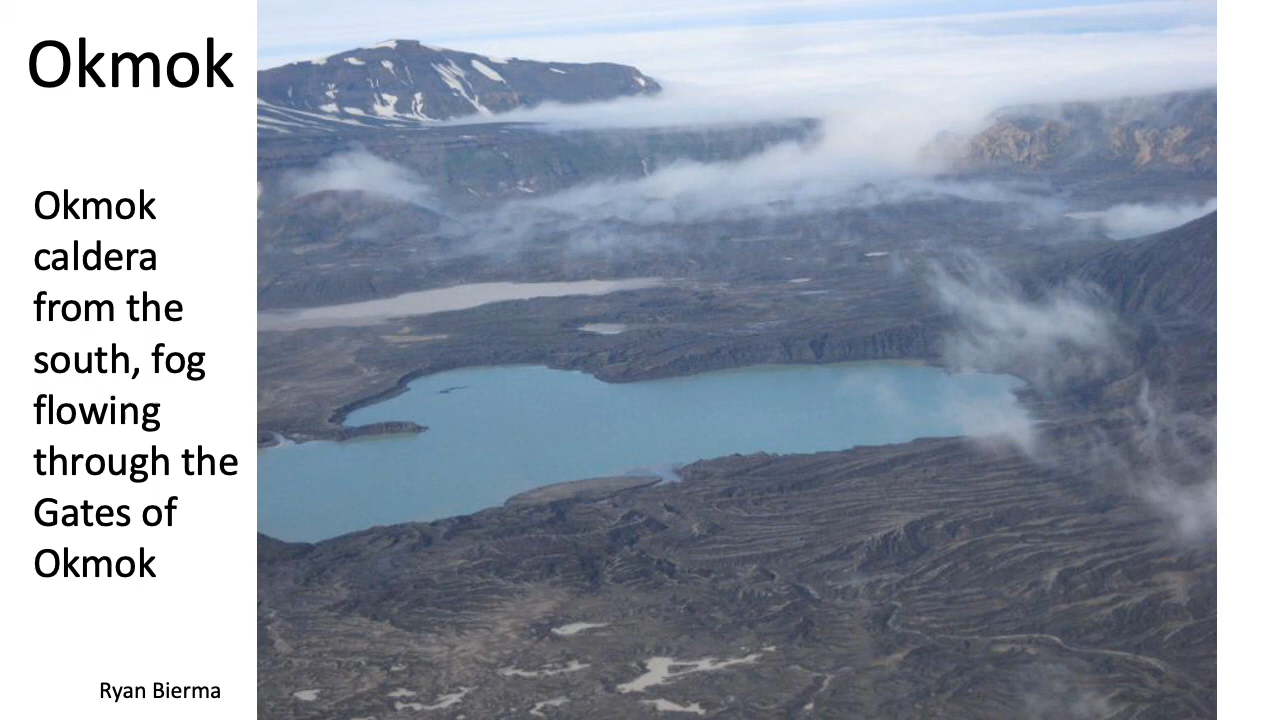 Okmok
Okmok
caldera
from the
south, fog
flowing
through the
Gates of
Okmok
Ryan Bierma